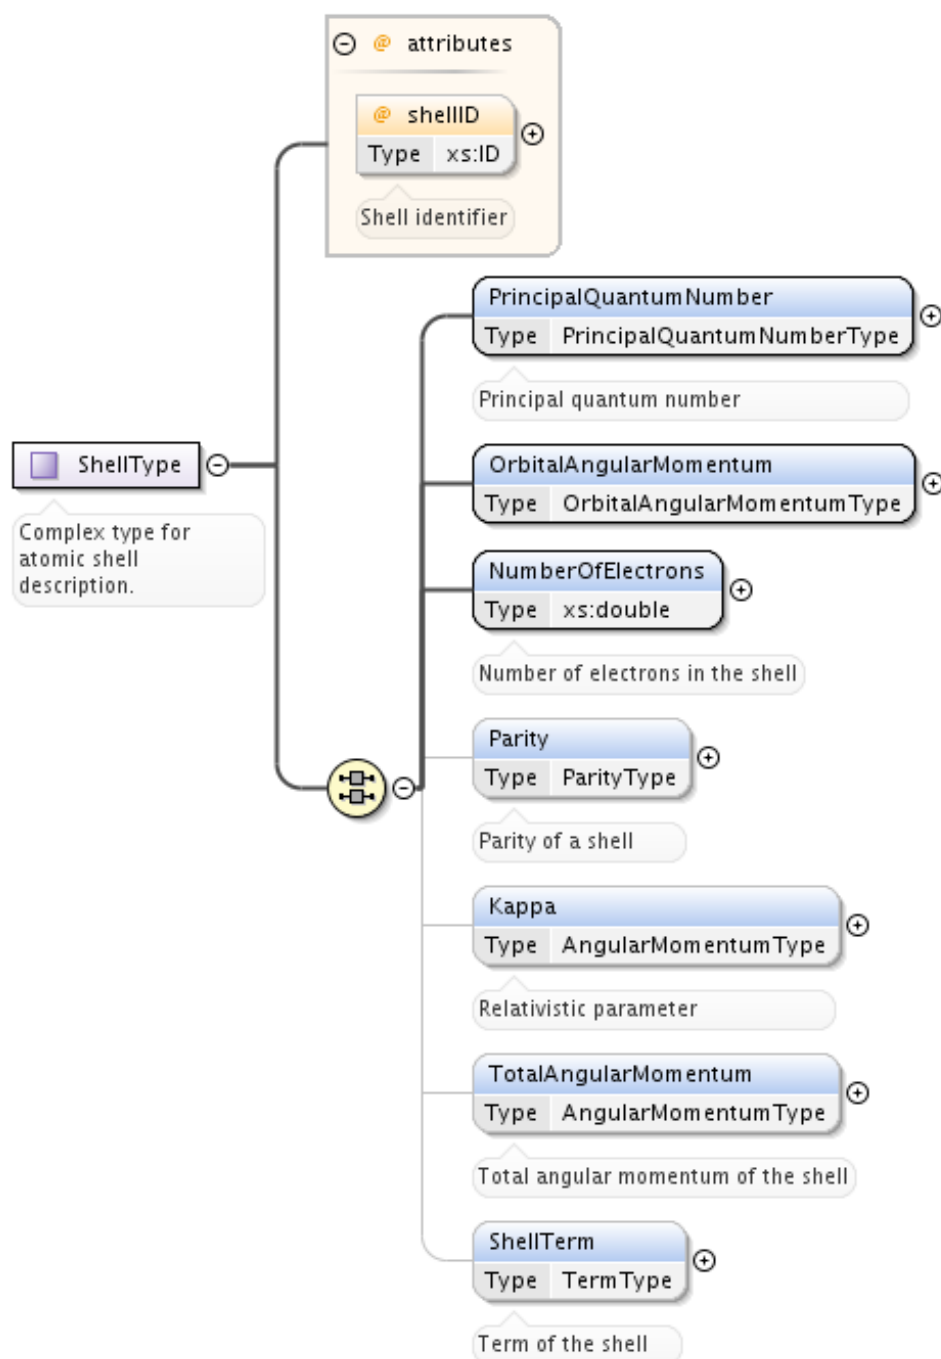 attributes
@ shellID
Type xs:ID
Shell identifier
PrincipalQuantumNumber
Type PrincipalQuantumNumberType
Principal quantum number
ShellType
Complex type for
atomic shell
description.
OrbitalAngularMomentum
Type OrbitalAngularMomentumType
NumberOfElectrons
Type xs:double
Number of electrons in the shell
Parity
Type ParityType
Parity of a shell
Kappa
Type AngularMomentumType
Relativistic parameter
TotalAngularMomentum
Type AngularMomentumType
Total angular momentum of the shell
ShellTerm
Type TermType
Term of the shell